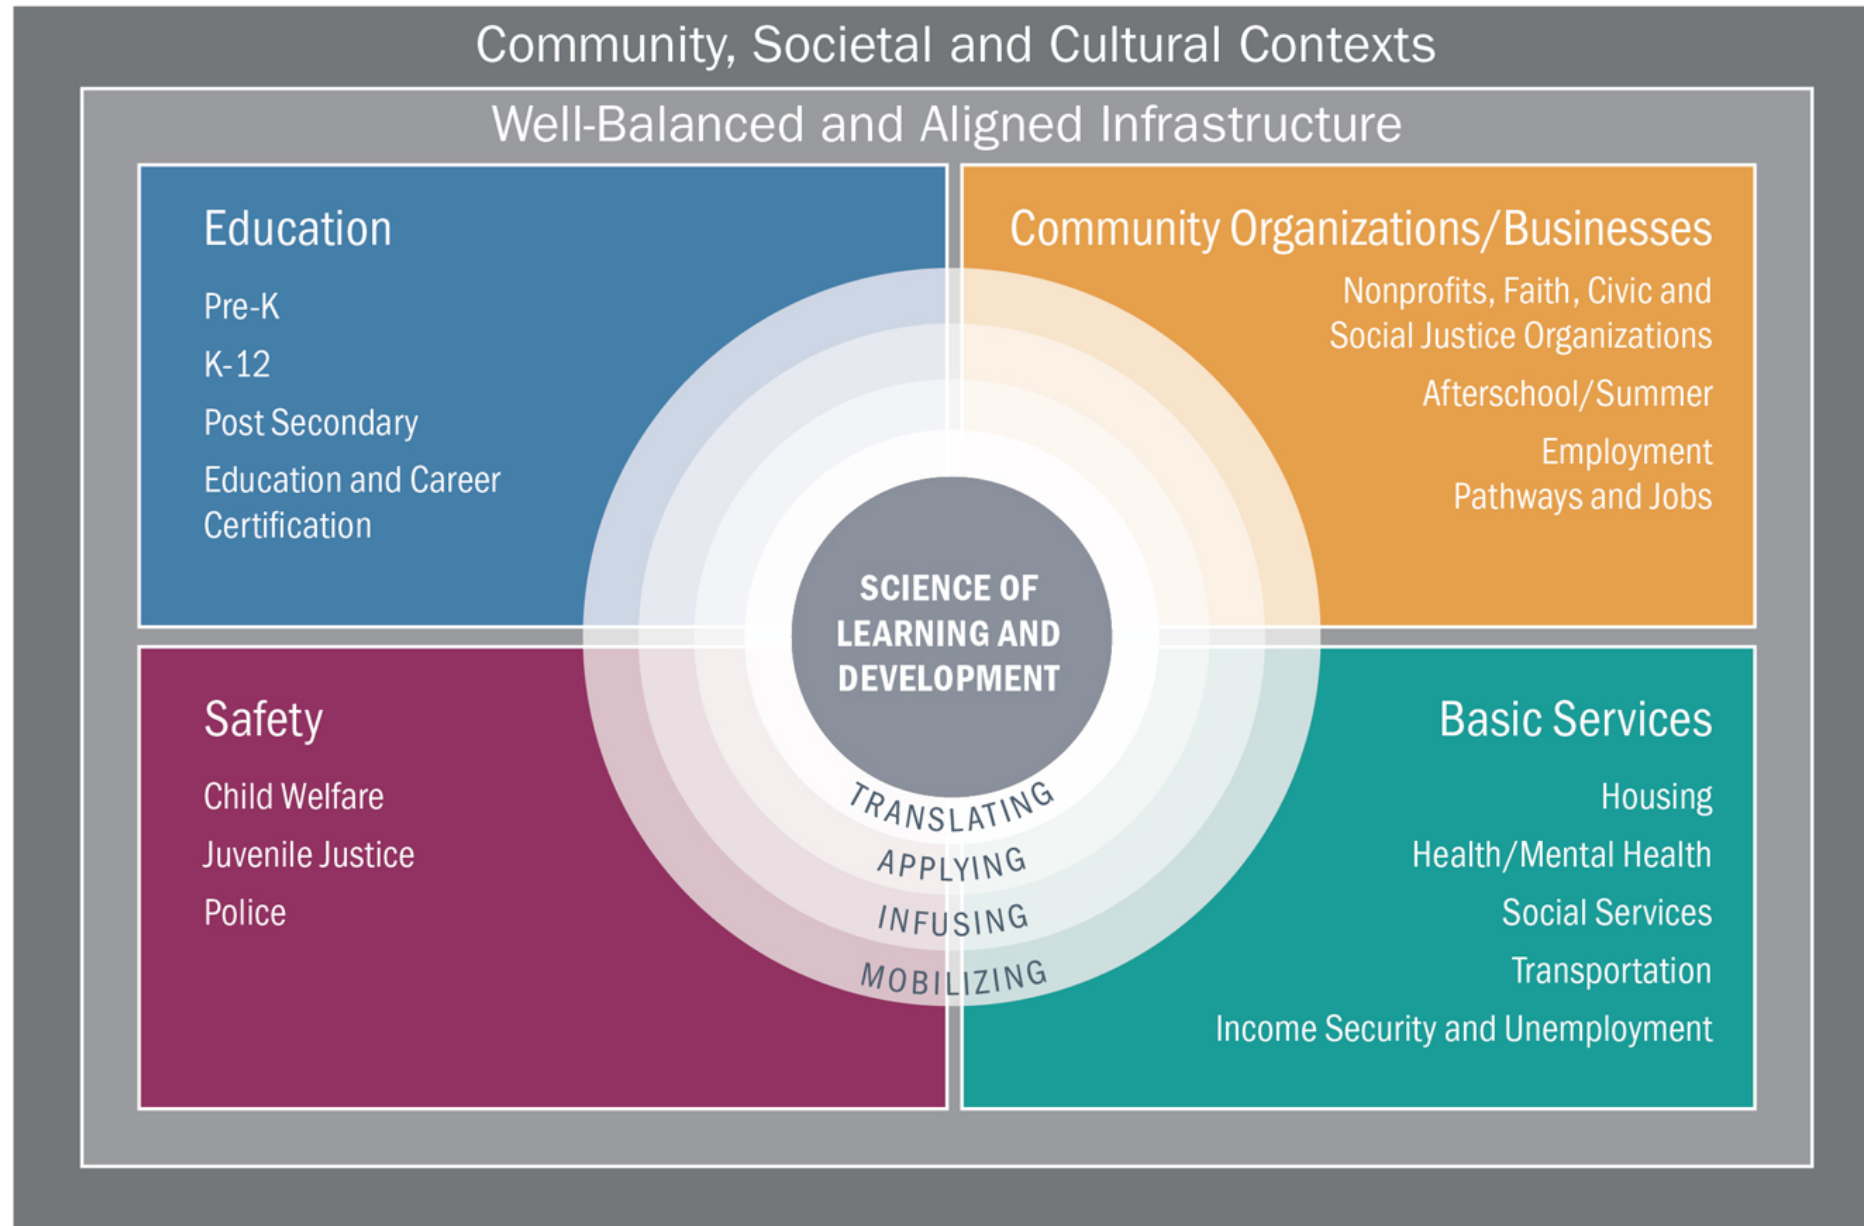 Community, Societal and Cultural Contexts
Well-Balanced and Aligned Infrastructure
Education
Pre-K
K-12
Post Secondary
Education and Career
Certification
Community Organizations/Businesses
Nonprofits, Faith, Civic and
Social Justice Organizations
Afterschool/Summer
Employment
Pathways and Jobs
SCIENCE OF
LEARNING AND
DEVELOPMENT
TRANSLATING
APPLYING
INFUSING
MOBILIZING
Safety
Child Welfare
Juvenile Justice
Police
Basic Services
Housing
Health/Mental Health
Social Services
Transportation
Income Security and Unemployment